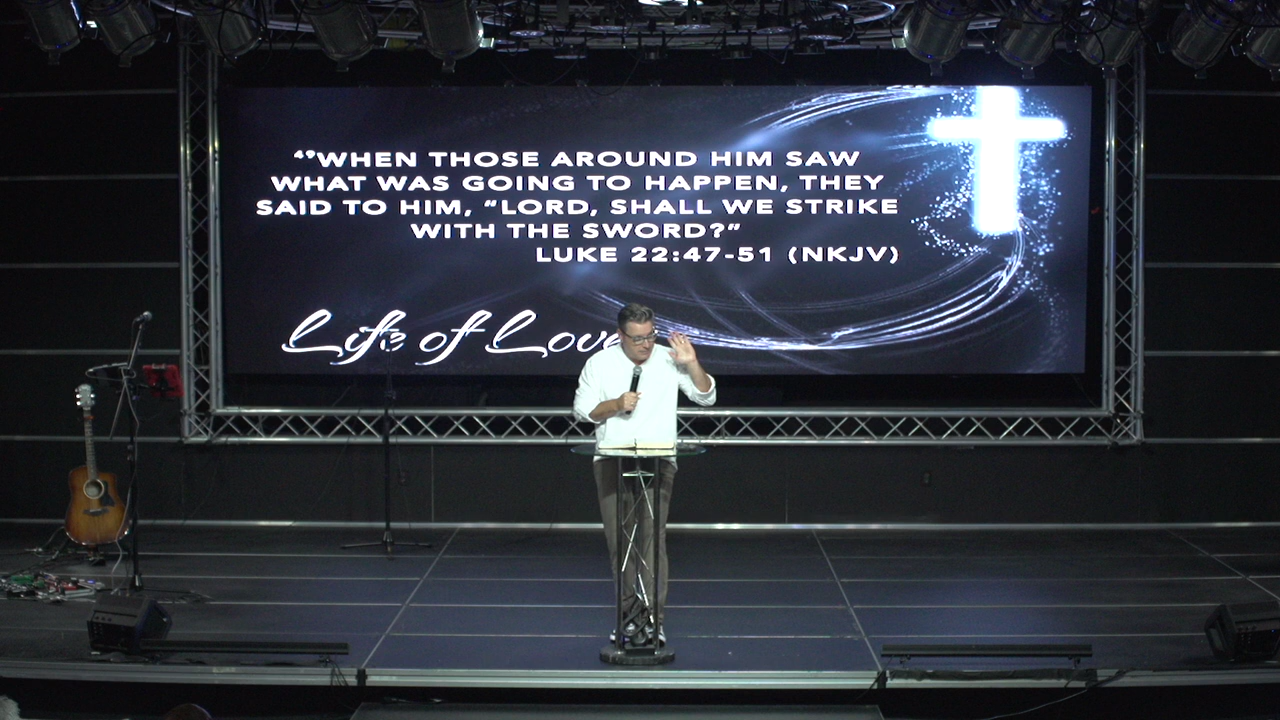 ⁴⁹WHEN THOSE AROUND HIM SAW
WHAT WAS GOING TO HAPPEN, THEY
SAID TO HIM, “LORD, SHALL WE STRIKE
WITH THE SWORD?”
LUKE 22:47-51 (NKJV)
Life of Love